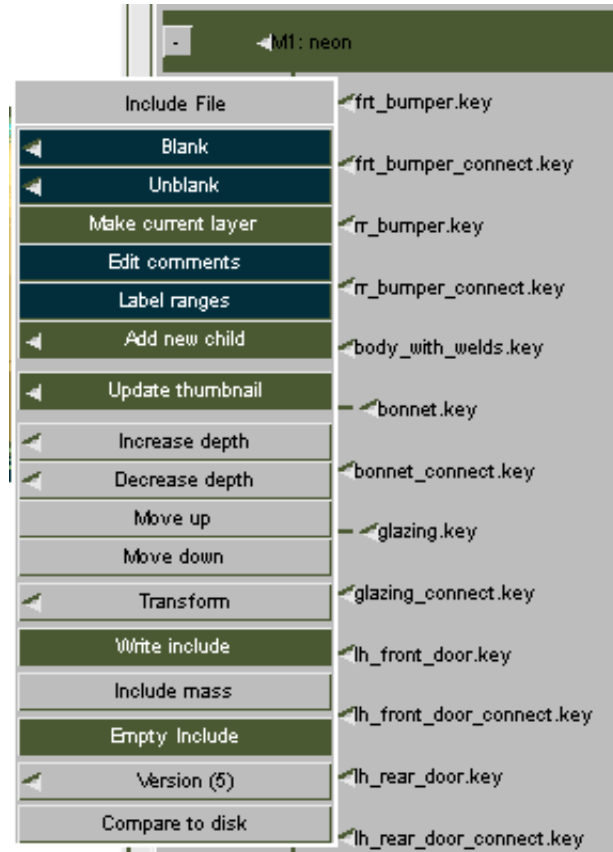 -
M1: neon
Include File
Blank
Unblank
Make current layer
Edit comments
Label ranges
Add new child
Update thumbnail
Increase depth
Decrease depth
Move up
Move down
Transform
Write include
Include mass
Empty Include
Version (5)
Compare to disk
frt_bumper.key
frt_bumper_connect.key
rr_bumper.key
rr_bumper_connect.key
body_with_welds.key
bonnet.key
bonnet_connect.key
glazing.key
glazing_connect.key
lh_front_door.key
lh_front_door_connect.key
lh_rear_door.key
lh_rear_door_connect.key